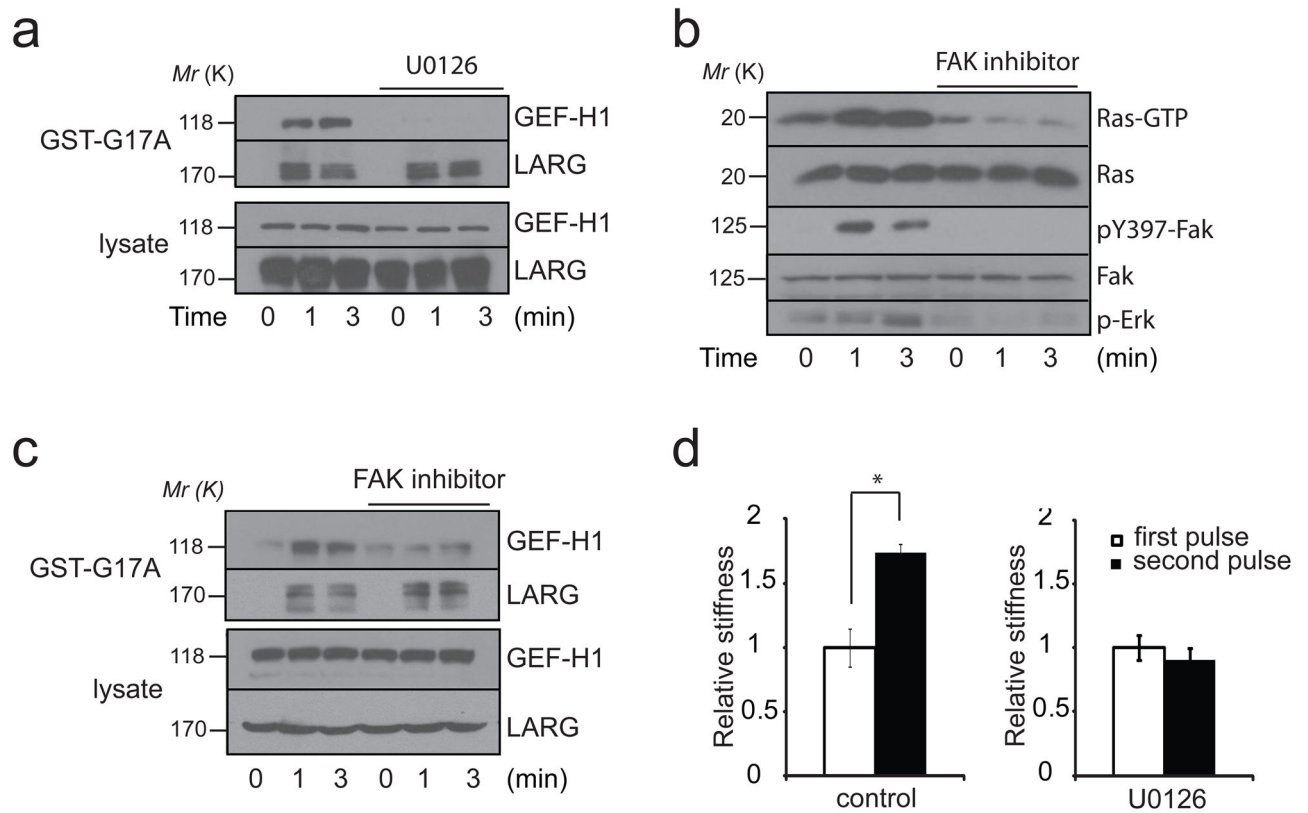 a
Mr (K)
U0126
GST-G17A
118
GEF-H1
170
LARG
lysate
118
GEF-H1
170
LARG
Time 0 1 3 0 1 3 (min)
b
Mr (K)
FAK inhibitor
20
Ras-GTP
20
Ras
125
pY397-Fak
125
Fak
p-Erk
Time 0 1 3 0 1 3 (min)
c
Mr (K)
FAK inhibitor
GST-G17A
118
GEF-H1
170
LARG
lysate
118
GEF-H1
170
LARG
0 1 3 0 1 3 (min)
d
Relative stiffness
2
1.5
1
0.5
0
*
control
Relative stiffness
2
1.5
1
0.5
0
first pulse
second pulse
U0126